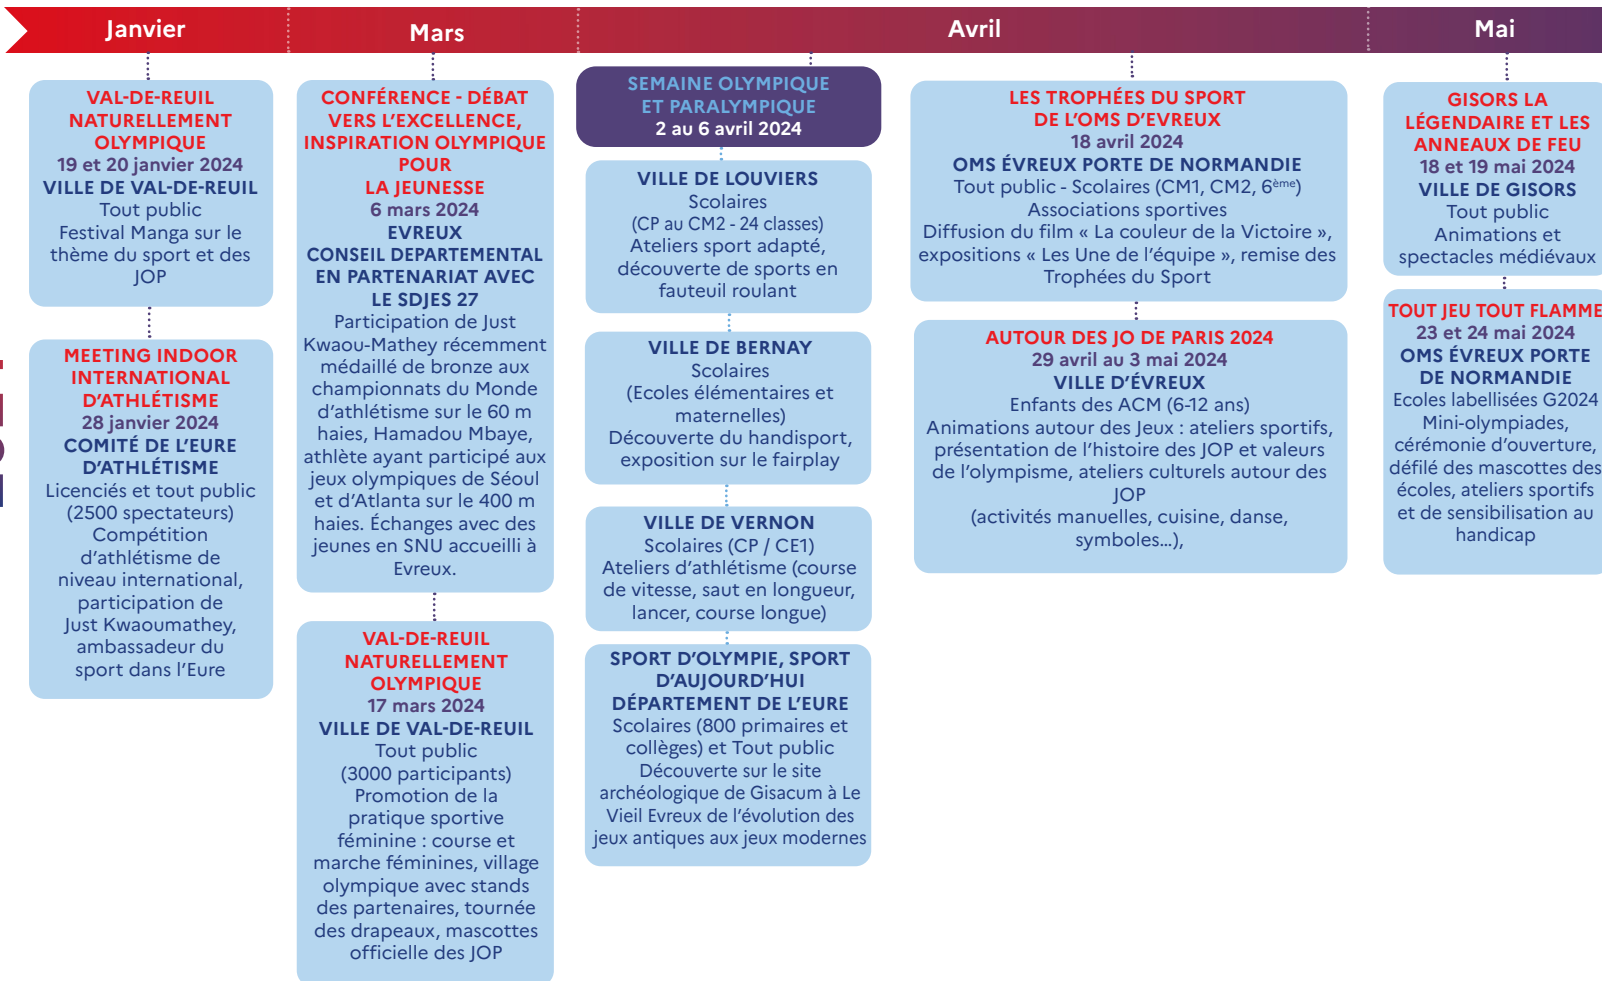 Janvier
VAL-DE-REUIL
NATURELLEMENT
OLYMPIQUE
19 et 20 janvier 2024
VILLE DE VAL-DE-REUIL
Tout public
Festival Manga sur le
thème du sport et des
JOP
MEETING INDOOR
INTERNATIONAL
D’ATHLÉTISME
28 janvier 2024
COMITÉ DE L’EURE
D’ATHLÉTISME
Licenciés et tout public
(2500 spectateurs)
Compétition
d’athlétisme de
niveau international,
participation de
Just Kwaoumathey,
ambassadeur du
sport dans l’Eure
Mars
CONFÉRENCE - DÉBAT
VERS L’EXCELLENCE,
INSPIRATION OLYMPIQUE
POUR
LA JEUNESSE
6 mars 2024
EVREUX
CONSEIL DEPARTEMENTAL
EN PARTENARIAT AVEC
LE SDJES 27
Participation de Just
Kwaou-Mathey récemment
médaillé de bronze aux
championnats du Monde
d’athlétisme sur le 60 m
haies, Hamadou Mbaye,
athlète ayant participé aux
jeux olympiques de Séoul
et d’Atlanta sur le 400 m
haies. Échanges avec des
jeunes en SNU accueilli à
Evreux.
VAL-DE-REUIL
NATURELLEMENT
OLYMPIQUE
17 mars 2024
VILLE DE VAL-DE-REUIL
Tout public
(3000 participants)
Promotion de la
pratique sportive
féminine : course et
marche féminines, village
olympique avec stands
des partenaires, tournée
des drapeaux, mascottes
officielle des JOP
Avril
SEMAINE OLYMPIQUE
ET PARALYMPIQUE
2 au 6 avril 2024
VILLE DE LOUVIERS
Scolaires
(CP au CM2 - 24 classes)
Ateliers sport adapté,
découverte de sports en
fauteuil roulant
VILLE DE BERNAY
Scolaires
(Ecoles élémentaires et
maternelles)
Découverte du handisport,
exposition sur le fairplay
VILLE DE VERNON
Scolaires (CP / CE1)
Ateliers d’athlétisme (course
de vitesse, saut en longueur,
lancer, course longue)
SPORT D’OLYMPIE, SPORT
D’AUJOURD’HUI
DÉPARTEMENT DE L’EURE
Scolaires (800 primaires et
collèges) et Tout public
Découverte sur le site
archéologique de Gisacum à Le
Vieil Evreux de l’évolution des
jeux antiques aux jeux modernes
LES TROPHÉES DU SPORT
DE L’OMS D’EVREUX
18 avril 2024
OMS ÉVREUX PORTE DE NORMANDIE
Tout public - Scolaires (CM1, CM2, 6ème)
Associations sportives
Diffusion du film « La couleur de la Victoire »,
expositions « Les Une de l’équipe », remise des
Trophées du Sport
AUTOUR DES JO DE PARIS 2024
29 avril au 3 mai 2024
VILLE D’ÉVREUX
Enfants des ACM (6-12 ans)
Animations autour des Jeux : ateliers sportifs,
présentation de l’histoire des JOP et valeurs
de l’olympisme, ateliers culturels autour des
JOP
(activités manuelles, cuisine, danse,
symboles…),
Mai
GISORS LA
LÉGENDAIRE ET LES
ANNEAUX DE FEU
18 et 19 mai 2024
VILLE DE GISORS
Tout public
Animations et
spectacles médiévaux
TOUT JEU TOUT FLAMME
23 et 24 mai 2024
OMS ÉVREUX PORTE
DE NORMANDIE
Ecoles labellisées G2024
Mini-olympiades,
cérémonie d’ouverture,
défilé des mascottes des
écoles, ateliers sportifs
et de sensibilisation au
handicap